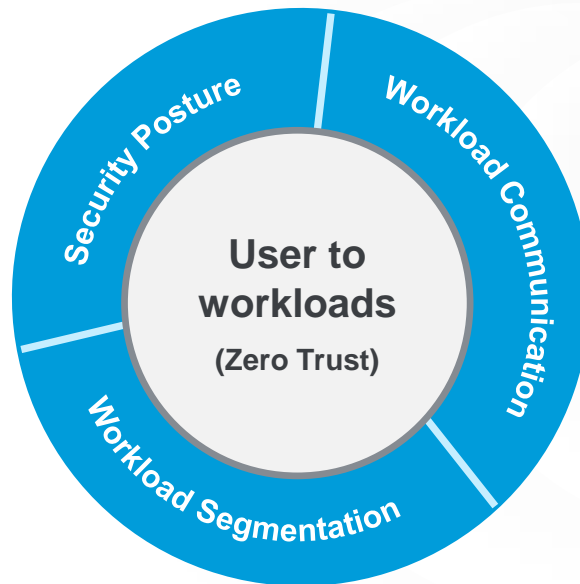 Security Posture
Workload Communication
User to
workloads
(Zero Trust)
Workload Segmentation